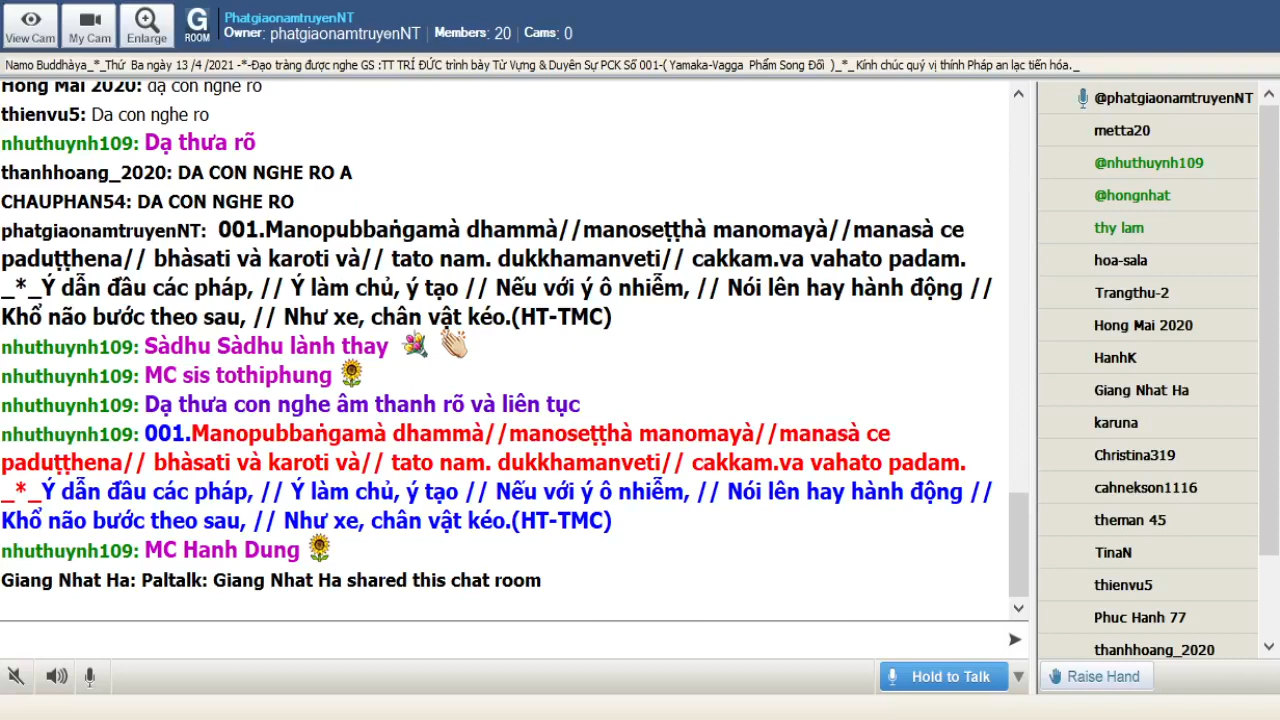 View Cam
My Cam
Enlarge
G
ROOM
PhatgiaonamtruyenNT
Owner: phatgiaonamtruyenNT Members: 20 Cams: 0
Namo Buddhàya_*_Thứ Ba ngày 13 /4 /2021 -*-Đạo tràng được nghe GS :TT TRÍ ĐỨC trình bày Từ Vựng & Duyên Sự PCK Số 001-( Yamaka-Vagga Phẩm Song Đối )_*_ Kính chúc quý vị thính Pháp an lạc tiến hóa._
Hong Mai 2020: dạ con nghe ro
thienvu5: Da con nghe ro
nhuthuynh109: Dạ thưa rõ
thanhhoang_2020: DA CON NGHE RO A
CHAUPHAN54: DA CON NGHE RO
phatgiaonamtruyenNT: 001.Manopubbaṅgamà dhammà//manoseṭṭhà manomayà//manasà ce
paduṭṭhena// bhàsati và karoti và// tato nam. dukkhamanveti// cakkam.va vahato padam.
_*_Ý dẫn đầu các pháp, // Ý làm chủ, ý tạo // Nếu với ý ô nhiễm, // Nói lên hay hành động //
Khổ não bước theo sau, // Như xe, chân vật kéo.(HT-TMC)
nhuthuynh109: Sàdhu Sàdhu lành thay
nhuthuynh109: MC sis tothiphung
nhuthuynh109: Dạ thưa con nghe âm thanh rõ và liên tục
nhuthuynh109: 001.Manopubbaṅgamà dhammà//manoseṭṭhà manomayà//manasà ce
paduṭṭhena// bhàsati và karoti và// tato nam. dukkhamanveti// cakkam.va vahato padam.
_*_Ý dẫn đầu các pháp, // Ý làm chủ, ý tạo // Nếu với ý ô nhiễm, // Nói lên hay hành động //
Khổ não bước theo sau, // Như xe, chân vật kéo.(HT-TMC)
nhuthuynh109: MC Hanh Dung
Giang Nhat Ha: Paltalk: Giang Nhat Ha shared this chat room
Hold to Talk
@phatgiaonamtruyenNT
metta20
@nhuthuynh109
@hongnhat
thy lam
hoa-sala
Trangthu-2
Hong Mai 2020
HanhK
Giang Nhat Ha
karuna
Christina319
cahnekson1116
theman 45
TinaN
thienvu5
Phuc Hanh 77
thanhhoang_2020
Raise Hand